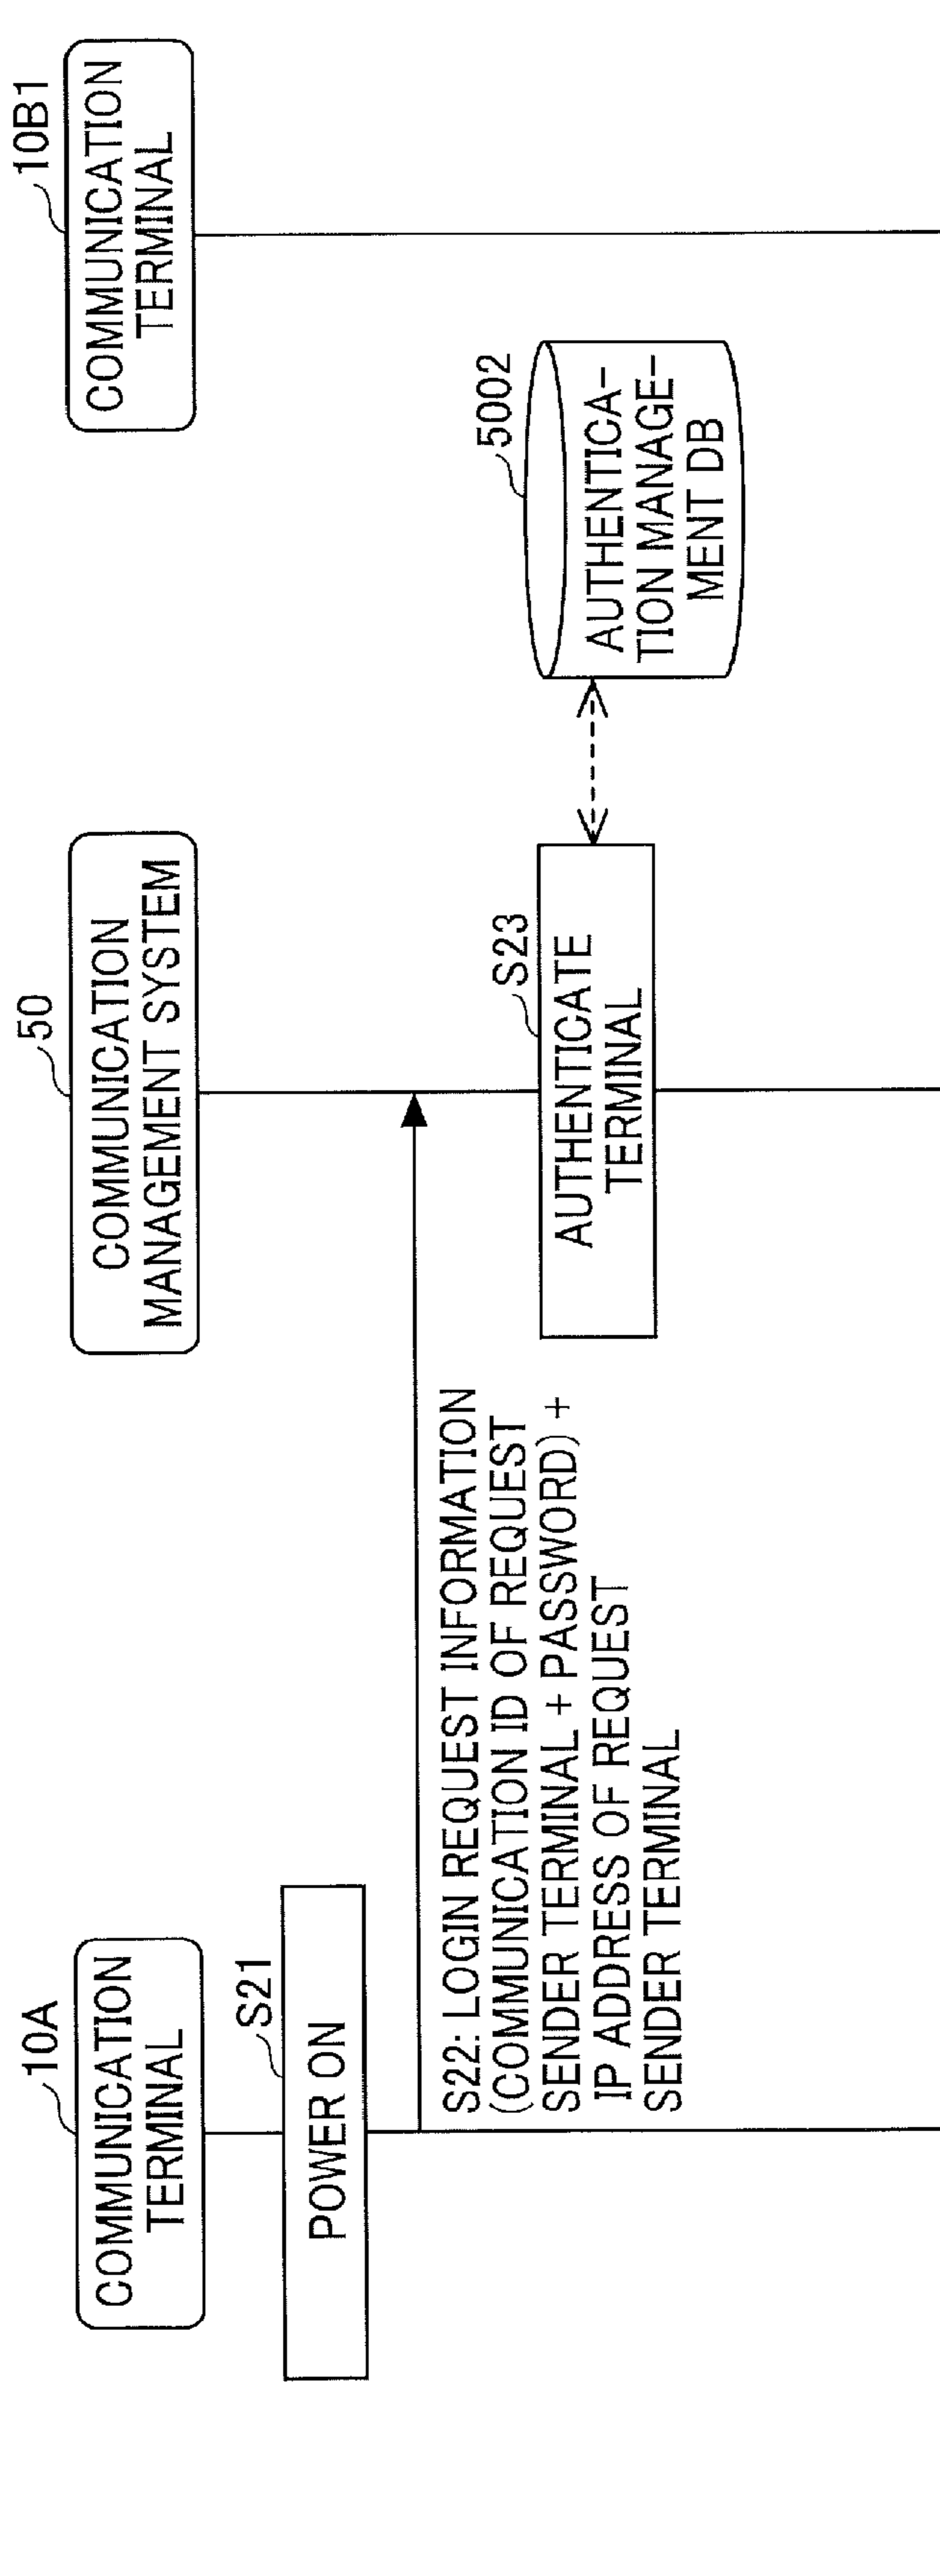 10A
COMMUNICATION
TERMINAL
50
COMMUNICATION
MANAGEMENT SYSTEM
10B1
COMMUNICATION
TERMINAL
S21
POWER ON
S22: LOGIN REQUEST INFORMATION
(COMMUNICATION ID OF REQUEST
SENDER TERMINAL + PASSWORD) +
IP ADDRESS OF REQUEST
SENDER TERMINAL
S23
AUTHENTICATE
TERMINAL
5002
AUTHENTICA-
TION MANAGE-
MENT DB